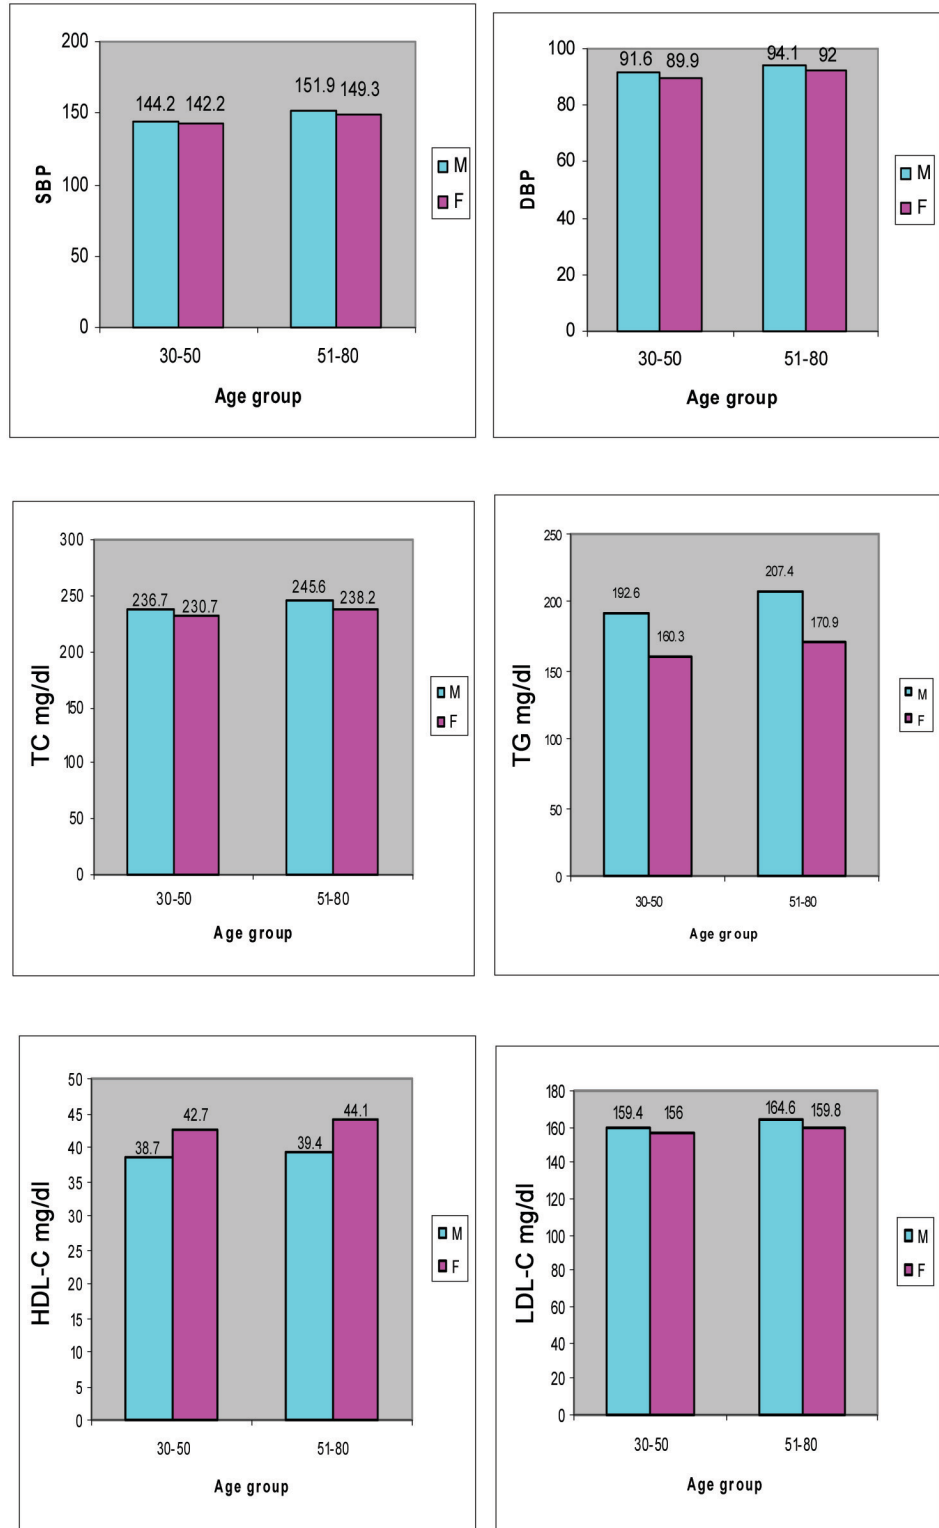 200
150
100
50
0
SBP
144.2 142.2
151.9 149.3
30-50 51-80
Age group
M
F
100
80
60
40
20
0
DBP
91.6 89.9
94.1 92
30-50 51-80
Age group
M
F
300
250
200
150
100
50
0
TC mg/dl
236.7 230.7
245.6 238.2
30-50 51-80
Age group
M
F
250
200
150
100
50
0
TG mg/dl
192.6
160.3
207.4
170.9
30-50 51-80
Age group
M
F
50
45
40
35
30
25
20
15
10
5
0
HDL-C mg/dl
38.7
42.7
39.4
44.1
30-50 51-80
Age group
M
F
180
160
140
120
100
80
60
40
20
0
LDL-C mg/dl
159.4 156
164.6 159.8
30-50 51-80
Age group
M
F